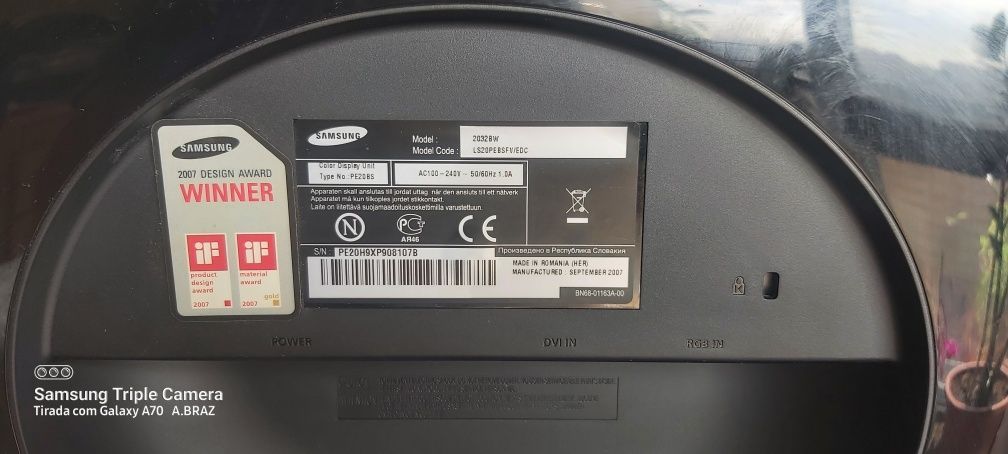 SAMSUNG
2007 DESIGN AWARD
WINNER
iF
product
design
award
2007
iF
material
award
gold
2007
SAMSUNG
Model : 2032BW
Model Code : LS20PEBSFV/EDC
Color Display Unit
Type No.:PE20BS
AC100-240V ~ 50/60Hz 1.0A
Apparaten skall anslutas till jordat uttag när den ansluts till ett nätverk
Apparatet må kun tilkoples jordet stikkontakt.
Laite on liitettävä suojamaadoituskoskettimilla varustettuun.
N
PCT
AR46
CE
S/N : PE20H9XP908107B
Произведено в Республика Словакия
MADE IN ROMANIA (HER)
MANUFACTURED : SEPTEMBER 2007
BN68-01163A-00
POWER
DVI IN
RGB IN
Samsung Triple Camera
Tirada com Galaxy A70 A.BRAZ